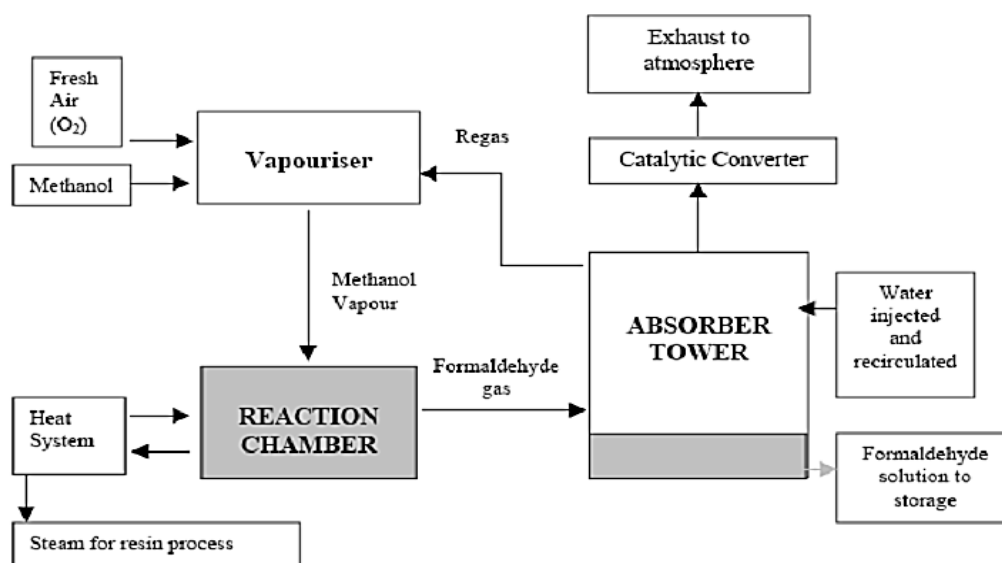 Fresh
Air
(O₂)
Methanol
Vapouriser
Regas
Exhaust to
atmosphere
Catalytic Converter
Methanol
Vapour
ABSORBER
TOWER
Water
injected
and
recirculated
Heat
System
REACTION
CHAMBER
Formaldehyde
gas
Formaldehyde
solution to
storage
Steam for resin process